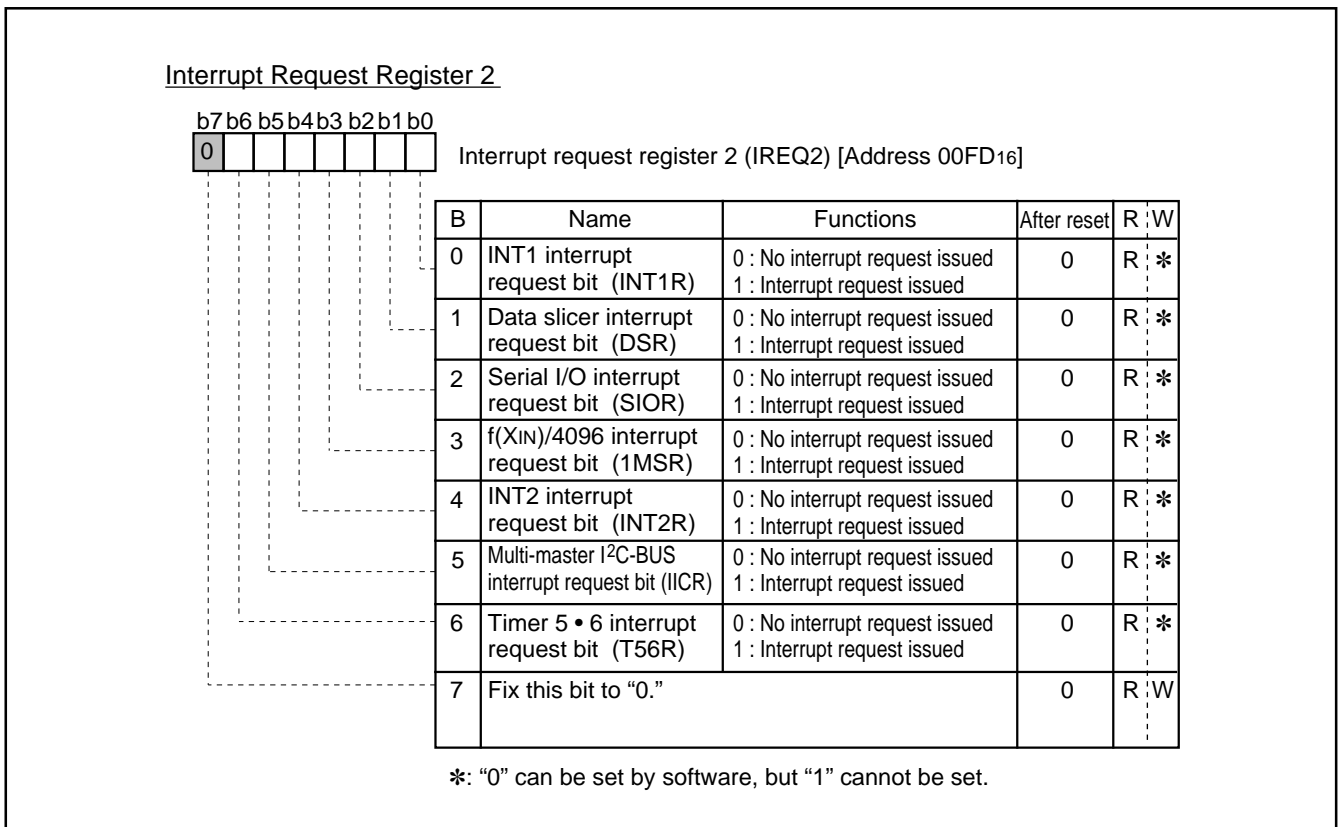 Interrupt Request Register 2
b7 b6 b5 b4 b3 b2 b1 b0
0
Interrupt request register 2 (IREQ2) [Address 00FD16]
B Name Functions After reset R W
0 INT1 interrupt request bit (INT1R) 0 : No interrupt request issued 1 : Interrupt request issued 0 R ✻
1 Data slicer interrupt request bit (DSR) 0 : No interrupt request issued 1 : Interrupt request issued 0 R ✻
2 Serial I/O interrupt request bit (SIOR) 0 : No interrupt request issued 1 : Interrupt request issued 0 R ✻
3 f(XIN)/4096 interrupt request bit (1MSR) 0 : No interrupt request issued 1 : Interrupt request issued 0 R ✻
4 INT2 interrupt request bit (INT2R) 0 : No interrupt request issued 1 : Interrupt request issued 0 R ✻
5 Multi-master I2C-BUS interrupt request bit (IICR) 0 : No interrupt request issued 1 : Interrupt request issued 0 R ✻
6 Timer 5 • 6 interrupt request bit (T56R) 0 : No interrupt request issued 1 : Interrupt request issued 0 R ✻
7 Fix this bit to “0.” 0 R W
✻: “0” can be set by software, but “1” cannot be set.